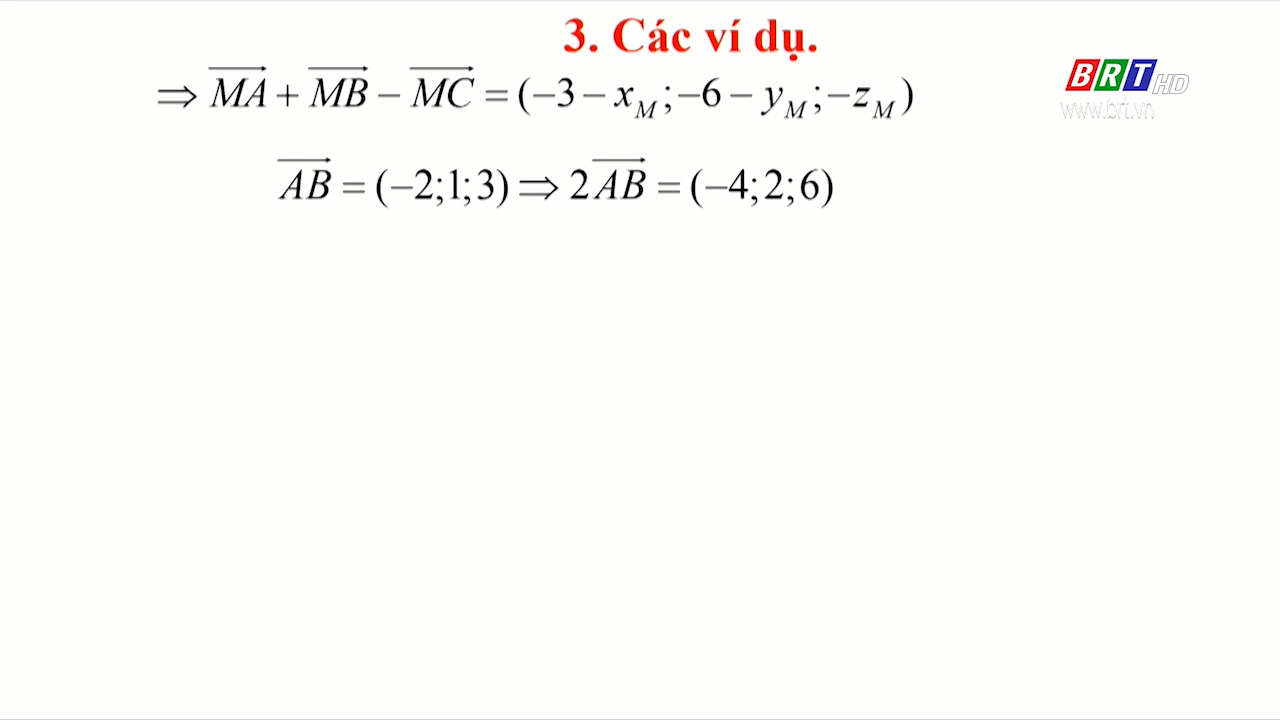 3. Các ví dụ.
⇒ \overrightarrow{MA} + \overrightarrow{MB} − \overrightarrow{MC} = (−3 − x_M ; −6 − y_M ; −z_M )
BRT HD
www.brt.vn
\overrightarrow{AB} = (−2;1;3) ⇒ 2\overrightarrow{AB} = (−4;2;6)